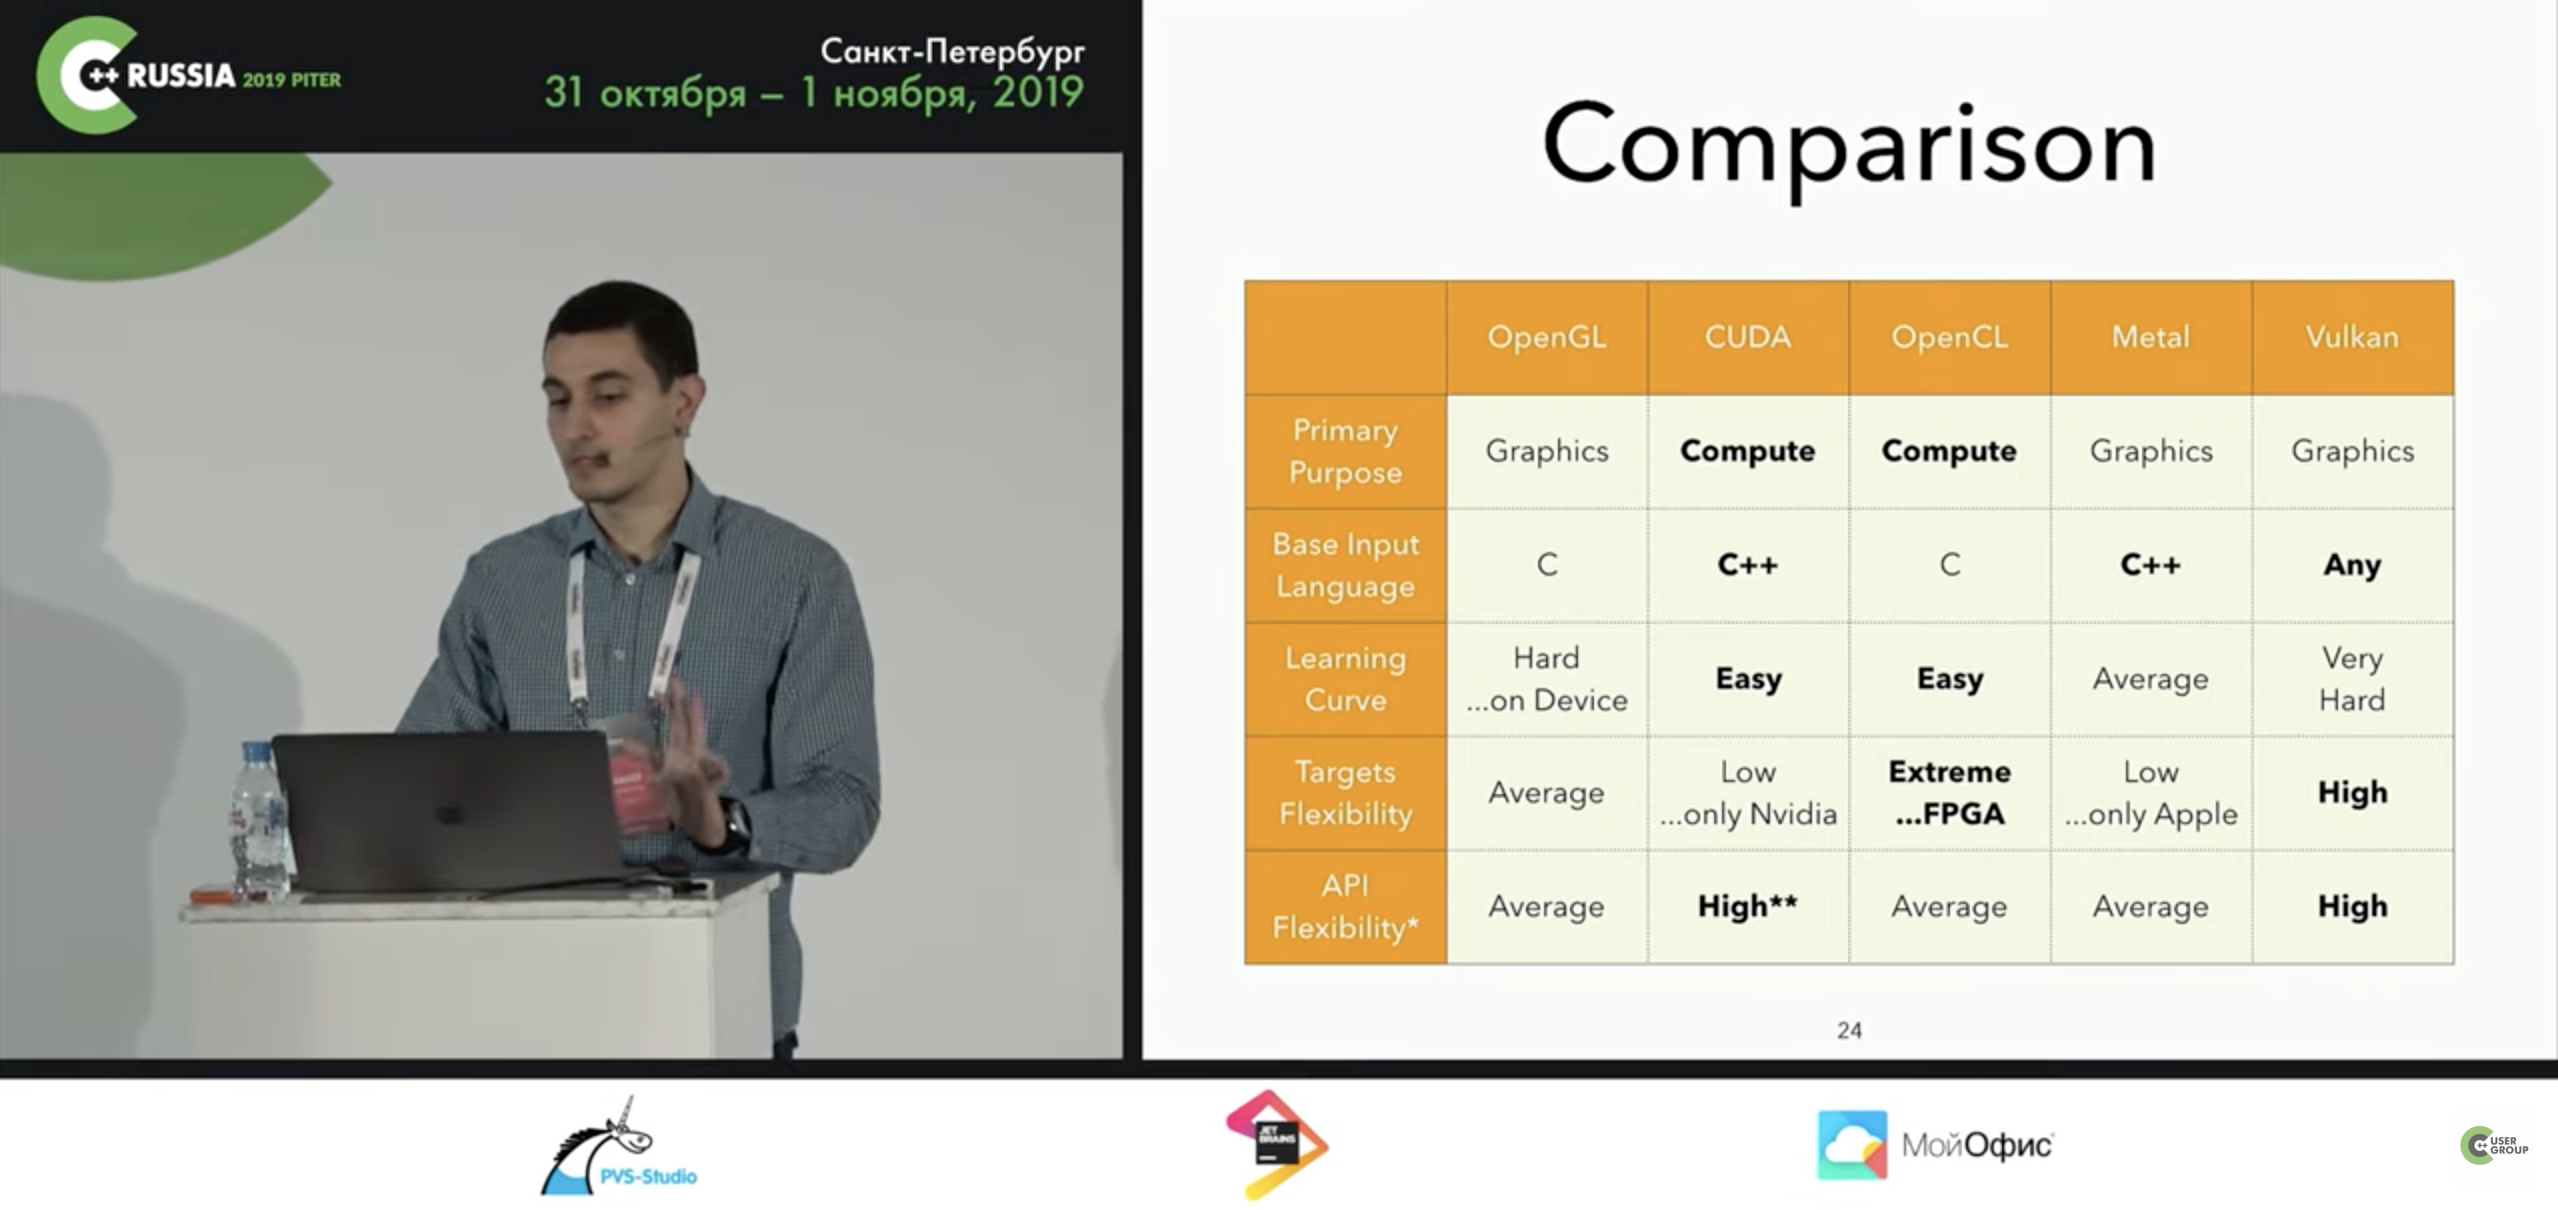 C++ RUSSIA 2019 PITER
Санкт-Петербург
31 октября – 1 ноября, 2019
Comparison
OpenGL CUDA OpenCL Metal Vulkan
Primary
Purpose
Graphics Compute Compute Graphics Graphics
Base Input
Language
C C++ C C++ Any
Learning
Curve
Hard
...on Device
Easy Easy Average
Very
Hard
Targets
Flexibility
Average
Low
...only Nvidia
Extreme
...FPGA
Low
...only Apple
High
API
Flexibility*
Average High** Average Average High
24
PVS-Studio
JET
BRAINS
МойОфис
C++ USER
GROUP